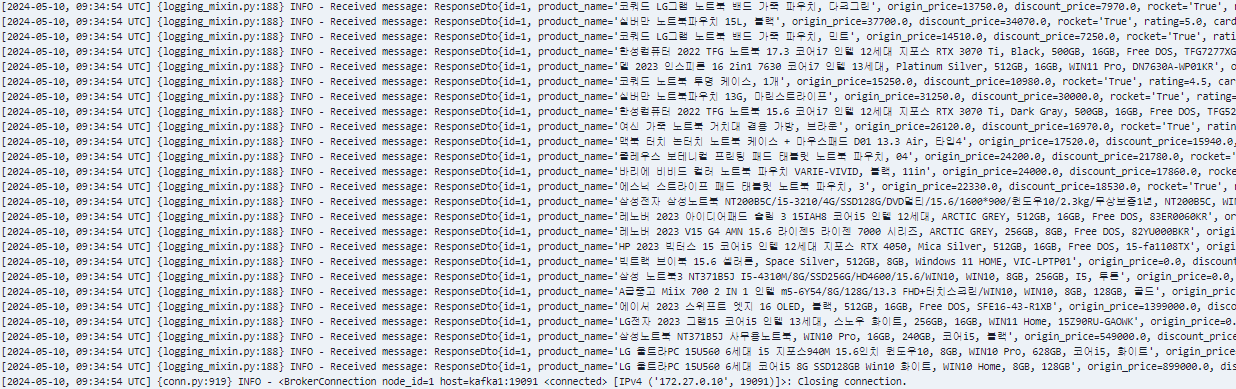 [2024-05-10, 09:34:54 UTC] {logging_mixin.py:188} INFO - Received message: ResponseDto{id=1, product_name='코쿼드 LG그램 노트북 밴드 가죽 파우치, 다크그린', origin_price=13750.0, discount_price=7970.0, rocket='True', r
[2024-05-10, 09:34:54 UTC] {logging_mixin.py:188} INFO - Received message: ResponseDto{id=1, product_name='실버만 노트북파우치 15L, 블랙', origin_price=37700.0, discount_price=34070.0, rocket='True', rating=5.0, card
[2024-05-10, 09:34:54 UTC] {logging_mixin.py:188} INFO - Received message: ResponseDto{id=1, product_name='코쿼드 LG그램 노트북 밴드 가죽 파우치, 민트', origin_price=14510.0, discount_price=7250.0, rocket='True', rat
[2024-05-10, 09:34:54 UTC] {logging_mixin.py:188} INFO - Received message: ResponseDto{id=1, product_name='한성컴퓨터 2022 TFG 노트북 17.3 코어i7 인텔 12세대 지포스 RTX 3070 Ti, Black, 500GB, 16GB, Free DOS, TFG7277XG
[2024-05-10, 09:34:54 UTC] {logging_mixin.py:188} INFO - Received message: ResponseDto{id=1, product_name='델 2023 인스피론 16 2in1 7630 코어i7 인텔 13세대, Platinum Silver, 512GB, 16GB, WIN11 Pro, DN7630A-WP01KR', or
[2024-05-10, 09:34:54 UTC] {logging_mixin.py:188} INFO - Received message: ResponseDto{id=1, product_name='코쿼드 노트북 투명 케이스, 1개', origin_price=15250.0, discount_price=10980.0, rocket='True', rating=4.5, car
[2024-05-10, 09:34:54 UTC] {logging_mixin.py:188} INFO - Received message: ResponseDto{id=1, product_name='실버만 노트북파우치 13G, 마린스트라이프', origin_price=31250.0, discount_price=30000.0, rocket='True', rating=
[2024-05-10, 09:34:54 UTC] {logging_mixin.py:188} INFO - Received message: ResponseDto{id=1, product_name='한성컴퓨터 2022 TFG 노트북 15.6 코어i7 인텔 12세대 지포스 RTX 3070 Ti, Dark Gray, 500GB, 16GB, Free DOS, TFG52
[2024-05-10, 09:34:54 UTC] {logging_mixin.py:188} INFO - Received message: ResponseDto{id=1, product_name='여신 가죽 노트북 거치대 겸용 가방, 브라운', origin_price=26120.0, discount_price=16970.0, rocket='True', rati
[2024-05-10, 09:34:54 UTC] {logging_mixin.py:188} INFO - Received message: ResponseDto{id=1, product_name='맥북 터치 논터치 노트북 케이스 + 마우스패드 D01 13.3 Air, 타입4', origin_price=17520.0, discount_price=15940.0,
[2024-05-10, 09:34:54 UTC] {logging_mixin.py:188} INFO - Received message: ResponseDto{id=1, product_name='플레우스 보태니컬 프린팅 패드 태블릿 노트북 파우치, 04', origin_price=24200.0, discount_price=21780.0, rocket='
[2024-05-10, 09:34:54 UTC] {logging_mixin.py:188} INFO - Received message: ResponseDto{id=1, product_name='바리에 비비드 컬러 노트북 파우치 VARIE-VIVID, 블랙, 11in', origin_price=24000.0, discount_price=17860.0, rocket=
[2024-05-10, 09:34:54 UTC] {logging_mixin.py:188} INFO - Received message: ResponseDto{id=1, product_name='에스닉 스트라이프 패드 태블릿 노트북 파우치, 3', origin_price=22330.0, discount_price=18530.0, rocket='True', r
[2024-05-10, 09:34:54 UTC] {logging_mixin.py:188} INFO - Received message: ResponseDto{id=1, product_name='삼성전자 삼성노트북 NT200B5C/i5-3210/4G/SSD128G/DVD멀티/15.6/1600*900/윈도우10/2.3kg/무상보증1년, NT200B5C, WIN
[2024-05-10, 09:34:54 UTC] {logging_mixin.py:188} INFO - Received message: ResponseDto{id=1, product_name='레노버 2023 아이디어패드 슬림 3 15IAH8 코어i5 인텔 12세대, ARCTIC GREY, 512GB, 16GB, Free DOS, 83ER0060KR', or
[2024-05-10, 09:34:54 UTC] {logging_mixin.py:188} INFO - Received message: ResponseDto{id=1, product_name='레노버 2023 V15 G4 AMN 15.6 라이젠5 라이젠 7000 시리즈, ARCTIC GREY, 256GB, 8GB, Free DOS, 82YU000BKR', origin
[2024-05-10, 09:34:54 UTC] {logging_mixin.py:188} INFO - Received message: ResponseDto{id=1, product_name='HP 2023 빅터스 15 코어i5 인텔 12세대 지포스 RTX 4050, Mica Silver, 512GB, 16GB, Free DOS, 15-fa1108TX', origi
[2024-05-10, 09:34:54 UTC] {logging_mixin.py:188} INFO - Received message: ResponseDto{id=1, product_name='빅트랙 브이북 15.6 셀러론, Space Silver, 512GB, 8GB, Windows 11 HOME, VIC-LPTP01', origin_price=0.0, disco
[2024-05-10, 09:34:54 UTC] {logging_mixin.py:188} INFO - Received message: ResponseDto{id=1, product_name='삼성 노트북3 NT371B5J I5-4310M/8G/SSD256G/HD4600/15.6/WIN10, WIN10, 8GB, 256GB, I5, 투톤', origin_price=
[2024-05-10, 09:34:54 UTC] {logging_mixin.py:188} INFO - Received message: ResponseDto{id=1, product_name='A급중고 Miix 700 2 IN 1 인텔 m5-6Y54/8G/128G/13.3 FHD+터치스크린/WIN10, WIN10, 8GB, 128GB, 골드', origin_pric
[2024-05-10, 09:34:54 UTC] {logging_mixin.py:188} INFO - Received message: ResponseDto{id=1, product_name='에이서 2023 스위프트 엣지 16 OLED, 블랙, 512GB, 16GB, Free DOS, SFE16-43-R1XB', origin_price=1399000.0, disco
[2024-05-10, 09:34:54 UTC] {logging_mixin.py:188} INFO - Received message: ResponseDto{id=1, product_name='LG전자 2023 그램15 코어i5 인텔 13세대, 스노우 화이트, 256GB, 16GB, WIN11 Home, 15Z90RU-GAOWK', origin_price=0.
[2024-05-10, 09:34:54 UTC] {logging_mixin.py:188} INFO - Received message: ResponseDto{id=1, product_name='삼성노트북 NT371B5J 사무용노트북, WIN10 Pro, 16GB, 240GB, 코어i5, 블랙', origin_price=549000.0, discount_price=
[2024-05-10, 09:34:54 UTC] {logging_mixin.py:188} INFO - Received message: ResponseDto{id=1, product_name='LG 울트라PC 15U560 6세대 i5 지포스940M 15.6인치 윈도우10, 8GB, WIN10 Pro, 628GB, 코어i5, 화이트', origin_price=
[2024-05-10, 09:34:54 UTC] {logging_mixin.py:188} INFO - Received message: ResponseDto{id=1, product_name='LG 울트라PC 15U560 6세대 코어i5 8G SSD128GB Win10 화이트, WIN10 Home, 8GB, 128GB', origin_price=899000.0, di
[2024-05-10, 09:34:54 UTC] {conn.py:919} INFO - <BrokerConnection node_id=1 host=kafka1:19091 <connected> [IPv4 ('172.27.0.10', 19091)]>: Closing connection.